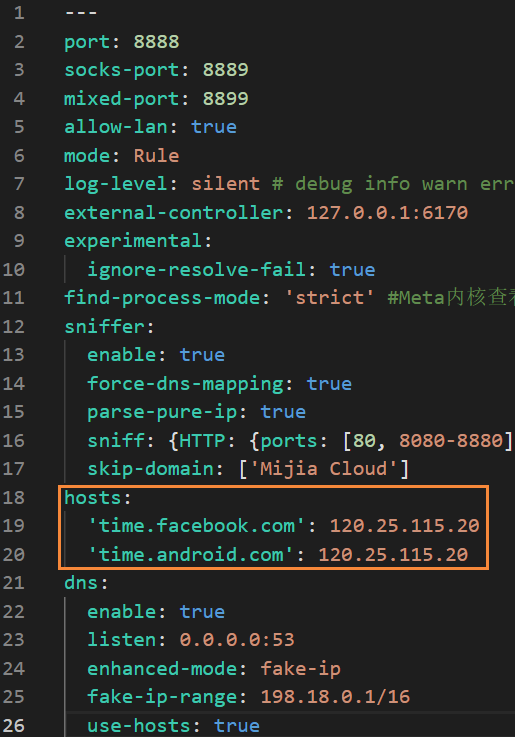 1 ---
2 port: 8888
3 socks-port: 8889
4 mixed-port: 8899
5 allow-lan: true
6 mode: Rule
7 log-level: silent # debug info warn err
8 external-controller: 127.0.0.1:6170
9 experimental:
10 ignore-resolve-fail: true
11 find-process-mode: 'strict' #Meta内核查看
12 sniffer:
13 enable: true
14 force-dns-mapping: true
15 parse-pure-ip: true
16 sniff: {HTTP: {ports: [80, 8080-8880]
17 skip-domain: ['Mijia Cloud']
18 hosts:
19 'time.facebook.com': 120.25.115.20
20 'time.android.com': 120.25.115.20
21 dns:
22 enable: true
23 listen: 0.0.0.0:53
24 enhanced-mode: fake-ip
25 fake-ip-range: 198.18.0.1/16
26 use-hosts: true